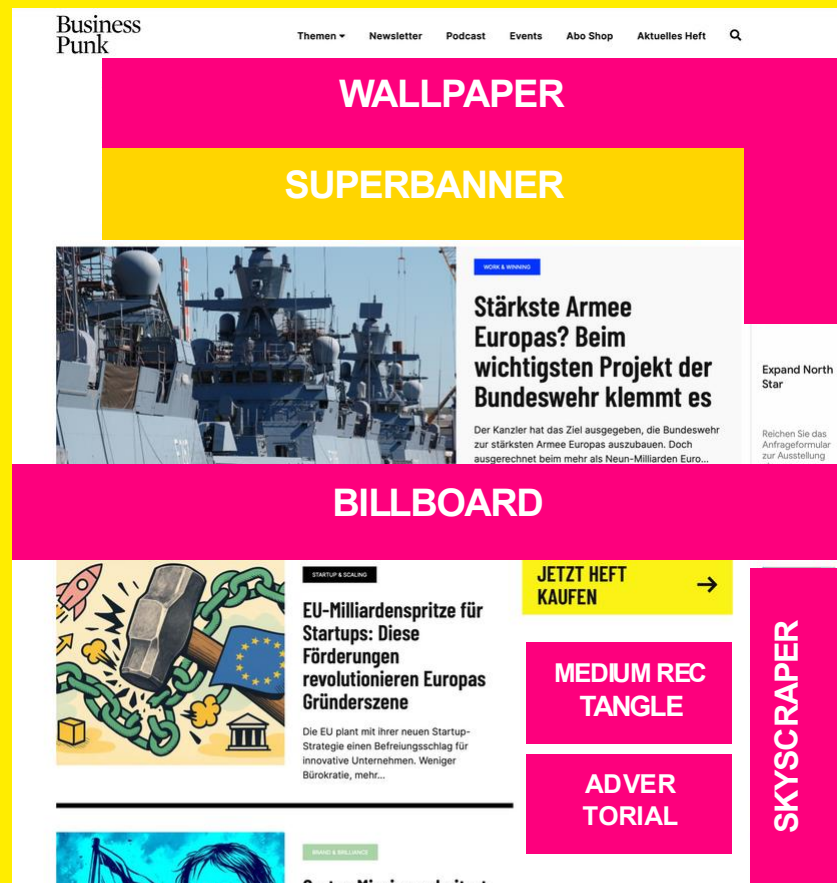 Business
Punk
Themen
Newsletter
Podcast
Events
Abo Shop
Aktuelles Heft
WALLPAPER
SUPERBANNER
WORK & WINNING
Stärkste Armee
Europas? Beim
wichtigsten Projekt der
Bundeswehr klemmt es
Der Kanzler hat das Ziel ausgegeben, die Bundeswehr
zur stärksten Armee Europas auszubauen. Doch
ausgerechnet beim mehr als Neun-Milliarden Euro...
Expand North
Star
Reichen Sie das
Anfrageformular
zur Ausstellung
BILLBOARD
STARTUP & SCALING
EU-Milliardenspritze für
Startups: Diese
Förderungen
revolutionieren Europas
Gründerszene
Die EU plant mit ihrer neuen Startup-
Strategie einen Befreiungsschlag für
innovative Unternehmen. Weniger
Bürokratie, mehr...
JETZT HEFT
KAUFEN
MEDIUM REC
TANGLE
ADVER
TORIAL
SKYSCRAPER
BRAND & BRILLIANCE